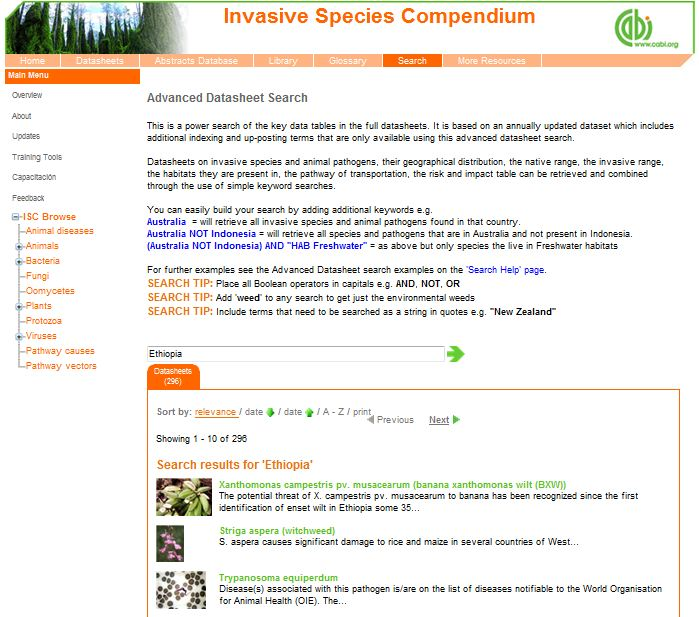 Invasive Species Compendium
cabi
www.cabi.org
Home
Datasheets
Abstracts Database
Library
Glossary
Search
More Resources
Main Menu
Overview
About
Updates
Training Tools
Capacitación
Feedback
ISC Browse
Animal diseases
Animals
Bacteria
Fungi
Oomycetes
Plants
Protozoa
Viruses
Pathway causes
Pathway vectors
Advanced Datasheet Search
This is a power search of the key data tables in the full datasheets. It is based on an annually updated dataset which includes
additional indexing and up-posting terms that are only available using this advanced datasheet search.
Datasheets on invasive species and animal pathogens, their geographical distribution, the native range, the invasive range,
the habitats they are present in, the pathway of transportation, the risk and impact table can be retrieved and combined
through the use of simple keyword searches.
You can easily build your search by adding additional keywords e.g.
Australia = will retrieve all invasive species and animal pathogens found in that country.
Australia NOT Indonesia = will retrieve all species and pathogens that are in Australia and not present in Indonesia.
(Australia NOT Indonesia) AND "HAB Freshwater" = as above but only species the live in Freshwater habitats
For further examples see the Advanced Datasheet search examples on the 'Search Help' page.
SEARCH TIP: Place all Boolean operators in capitals e.g. AND, NOT, OR
SEARCH TIP: Add 'weed' to any search to get just the environmental weeds
SEARCH TIP: Include terms that need to be searched as a string in quotes e.g. "New Zealand"
Ethiopia
Datasheets
(296)
Sort by: relevance / date / date / A - Z / print
Previous Next
Showing 1 - 10 of 296
Search results for 'Ethiopia'
Xanthomonas campestris pv. musacearum (banana xanthomonas wilt (BXW))
The potential threat of X. campestris pv. musacearum to banana has been recognized since the first
identification of enset wilt in Ethiopia some 35...
Striga aspera (witchweed)
S. aspera causes significant damage to rice and maize in several countries of West...
Trypanosoma equiperdum
Disease(s) associated with this pathogen is/are on the list of diseases notifiable to the World Organisation
for Animal Health (OIE). The...